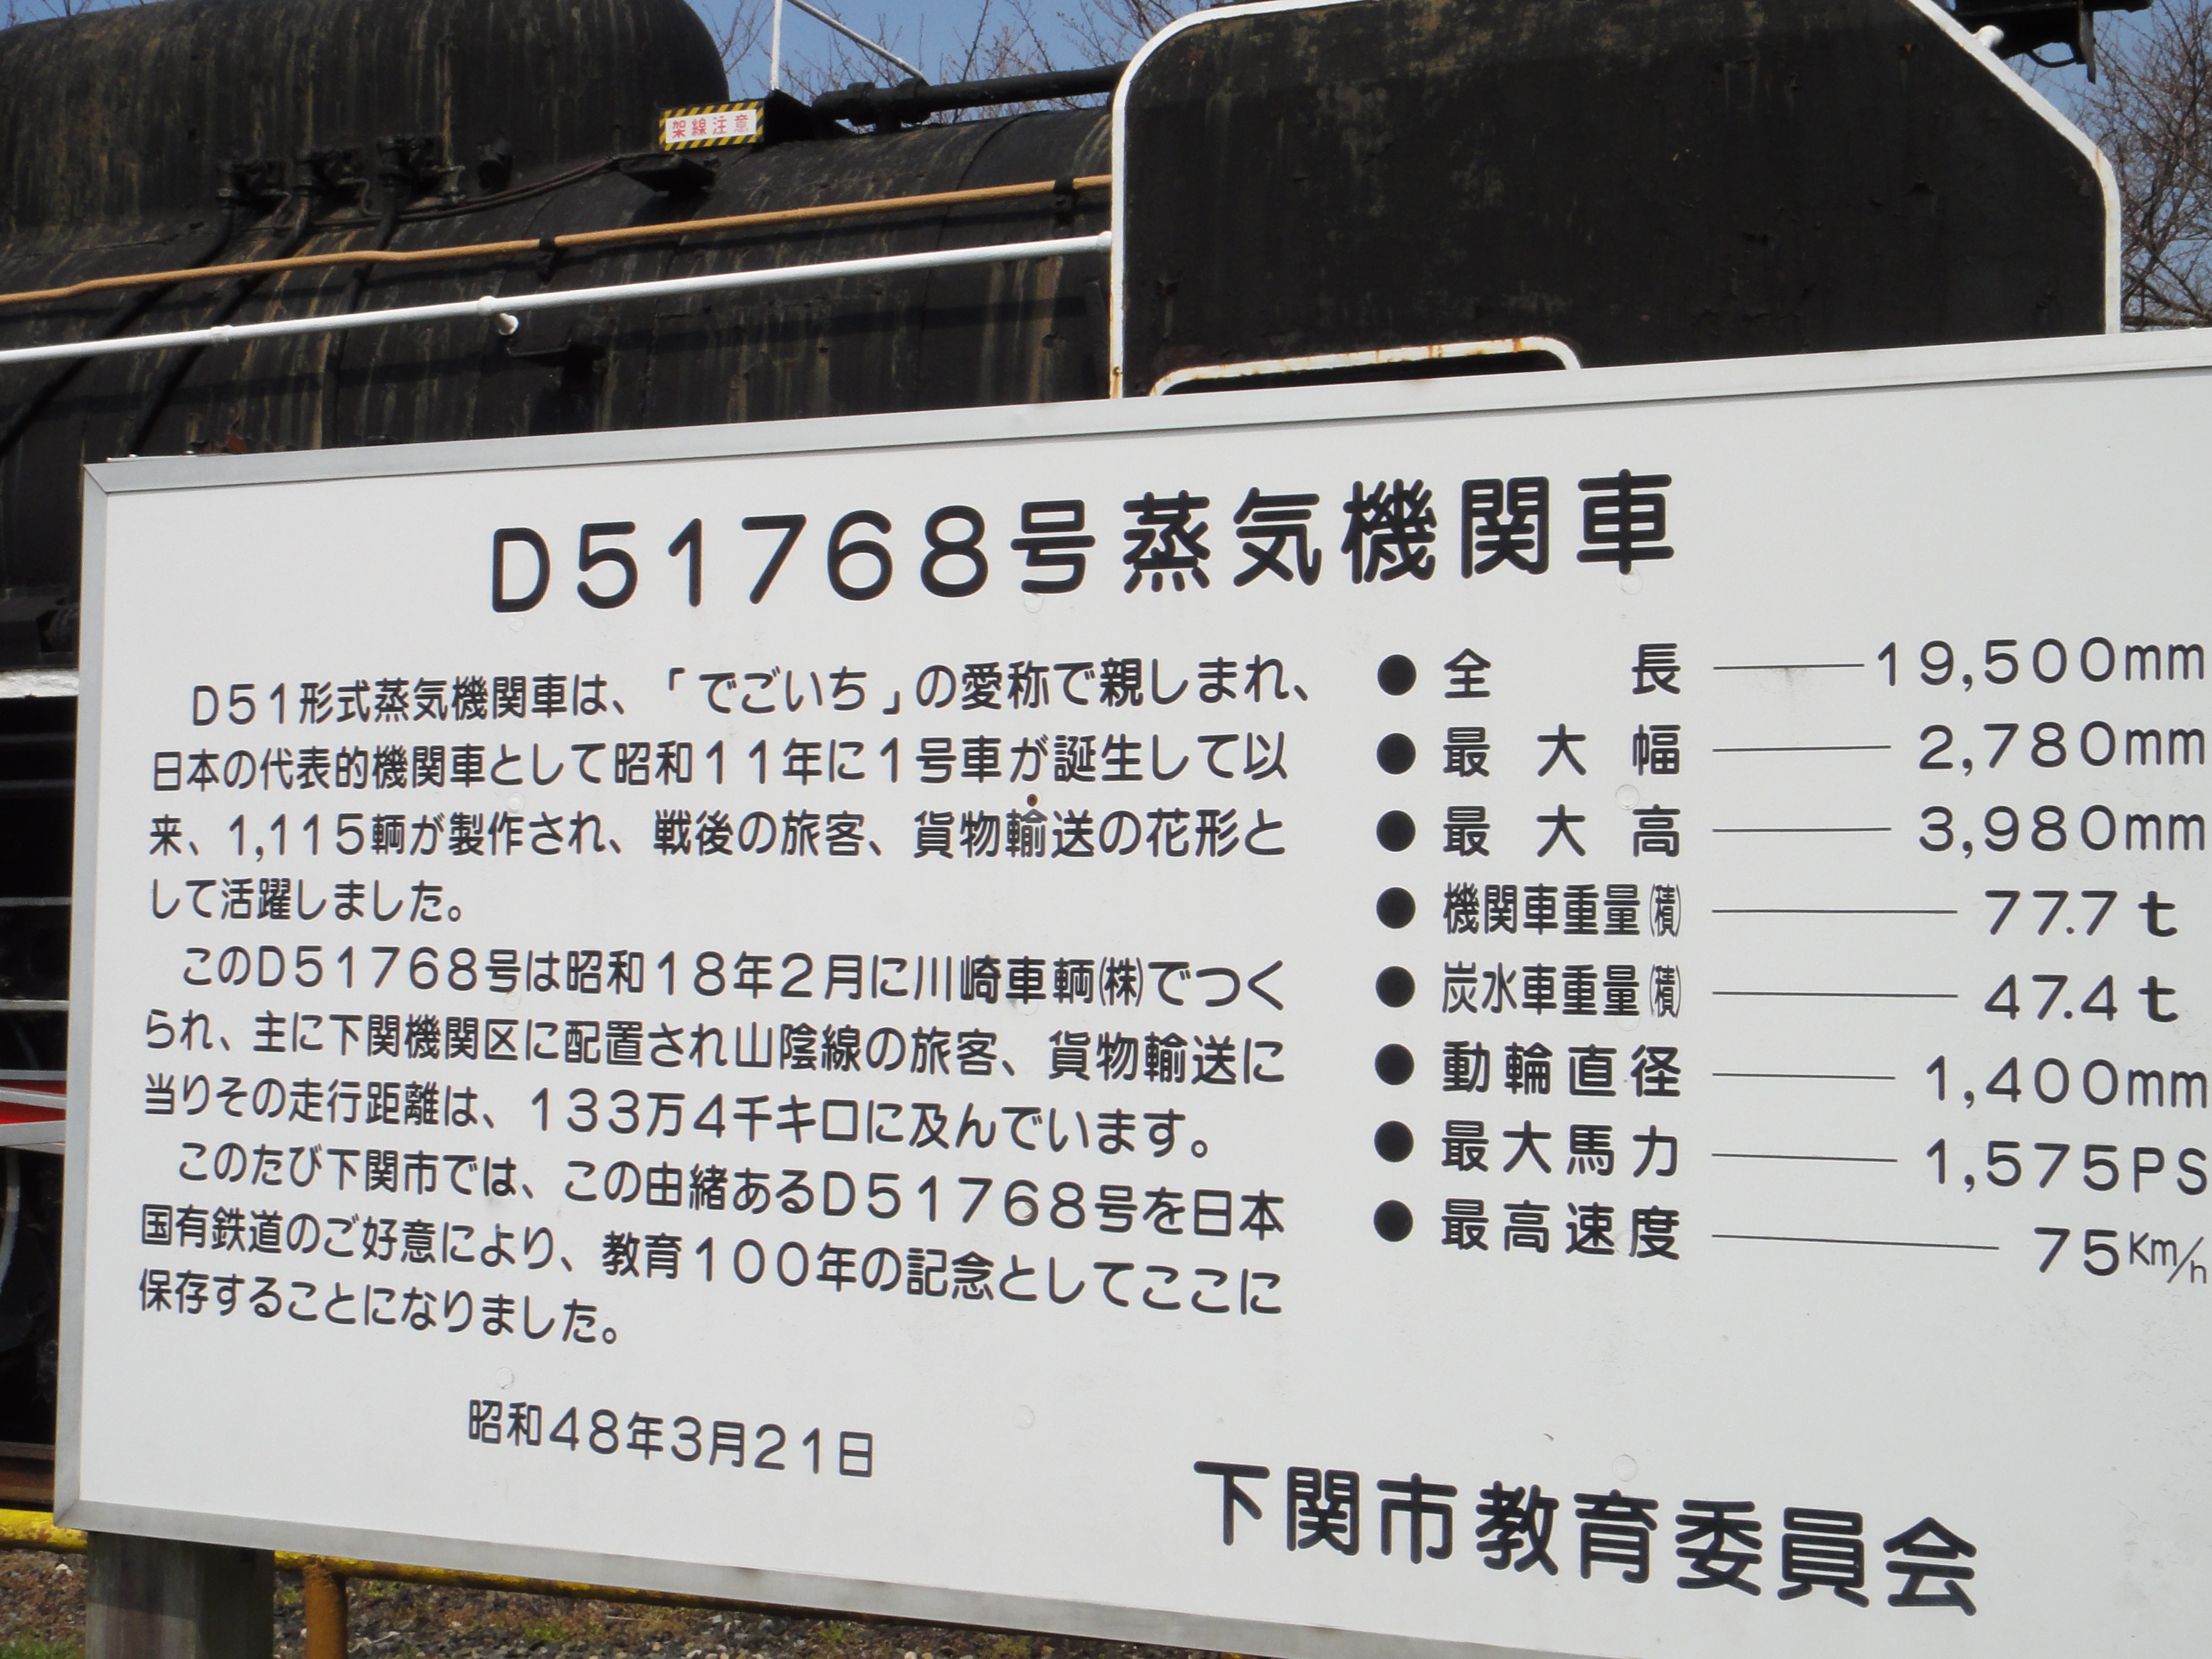 架線注意
D51768号蒸気機関車
D51形式蒸気機関車は、「でごいち」の愛称で親しまれ、
日本の代表的機関車として昭和11年に1号車が誕生して以
来、1,115輌が製作され、戦後の旅客、貨物輸送の花形と
して活躍しました。
このD51768号は昭和18年2月に川崎車輌㈱でつく
られ、主に下関機関区に配置され山陰線の旅客、貨物輸送に
当りその走行距離は、133万4千キロに及んでいます。
このたび下関市では、この由緒あるD51768号を日本
国有鉄道のご好意により、教育100年の記念としてここに
保存することになりました。
昭和48年3月21日
●全長――19,500mm
●最大幅――2,780mm
●最大高――3,980mm
●機関車重量(積)――77.7t
●炭水車重量(積)――47.4t
●動輪直径――1,400mm
●最大馬力――1,575PS
●最高速度――75Km/h
下関市教育委員会